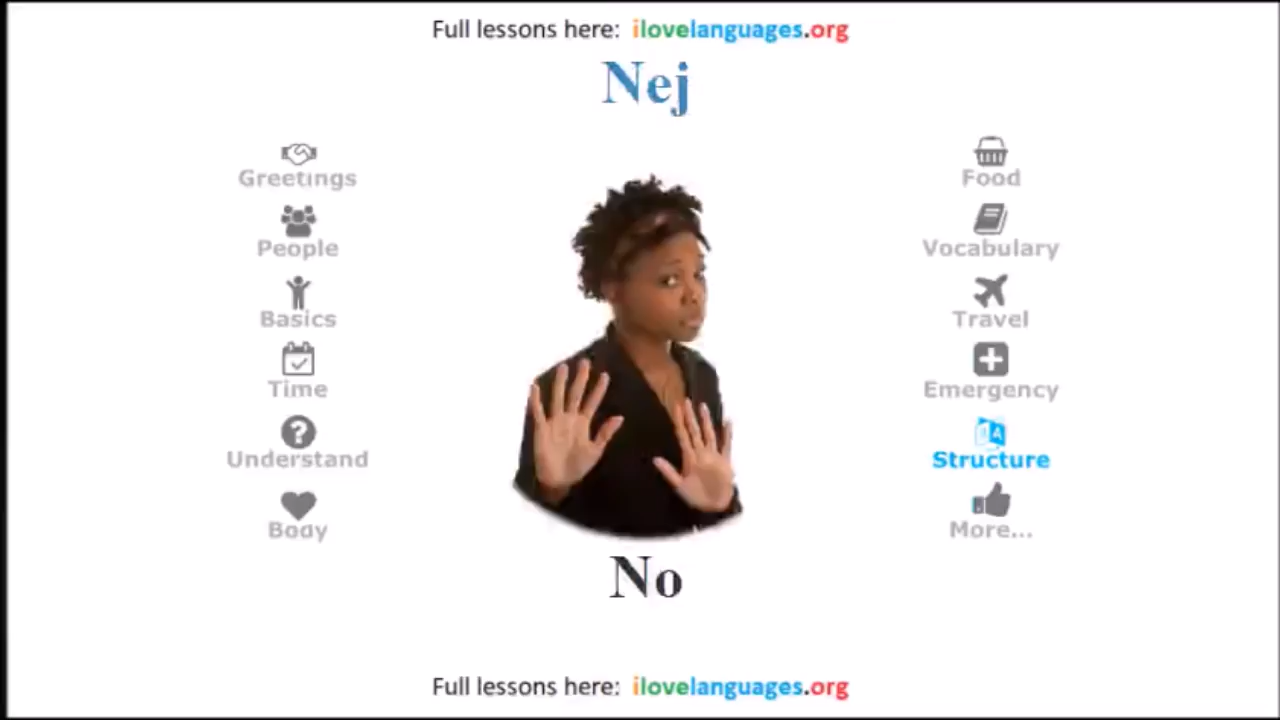 Full lessons here: ilovelanguages.org
Nej
Greetings
People
Basics
Time
Understand
Body
Food
Vocabulary
Travel
Emergency
Structure
More...
No
Full lessons here: ilovelanguages.org